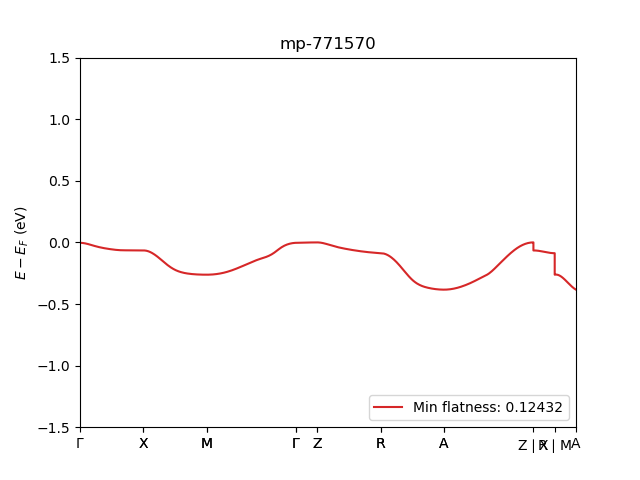 mp-771570
E − E_F (eV)
1.5
1.0
0.5
0.0
−0.5
−1.0
−1.5
Min flatness: 0.12432
Γ X M Γ Z R A Z | X R | M A